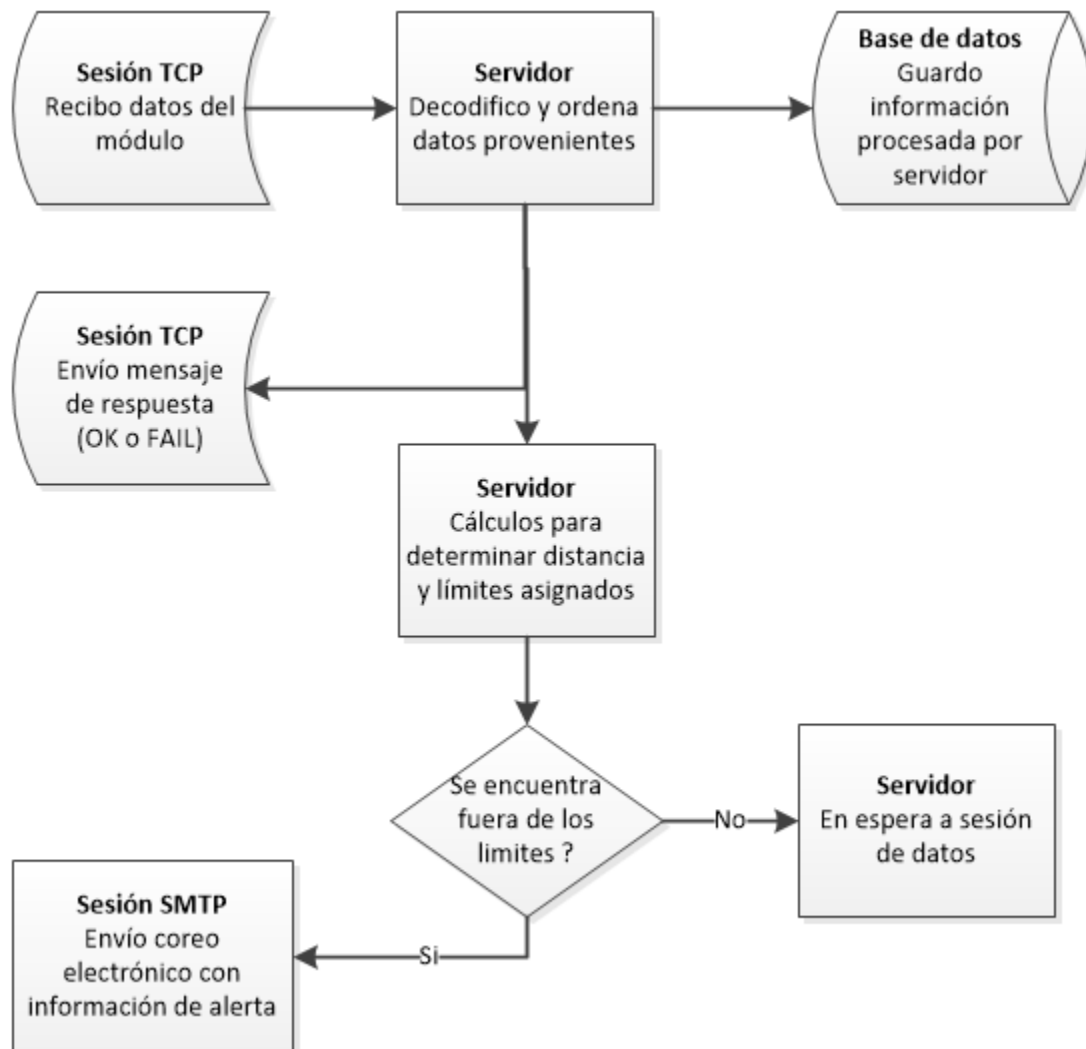 Sesión TCP
Recibo datos del
módulo
Servidor
Decodifico y ordena
datos provenientes
Base de datos
Guardo
información
procesada por
servidor
Sesión TCP
Envío mensaje
de respuesta
(OK o FAIL)
Servidor
Cálculos para
determinar distancia
y límites asignados
Se encuentra
fuera de los
limites ?
No
Servidor
En espera a sesión
de datos
Si
Sesión SMTP
Envío coreo
electrónico con
información de alerta